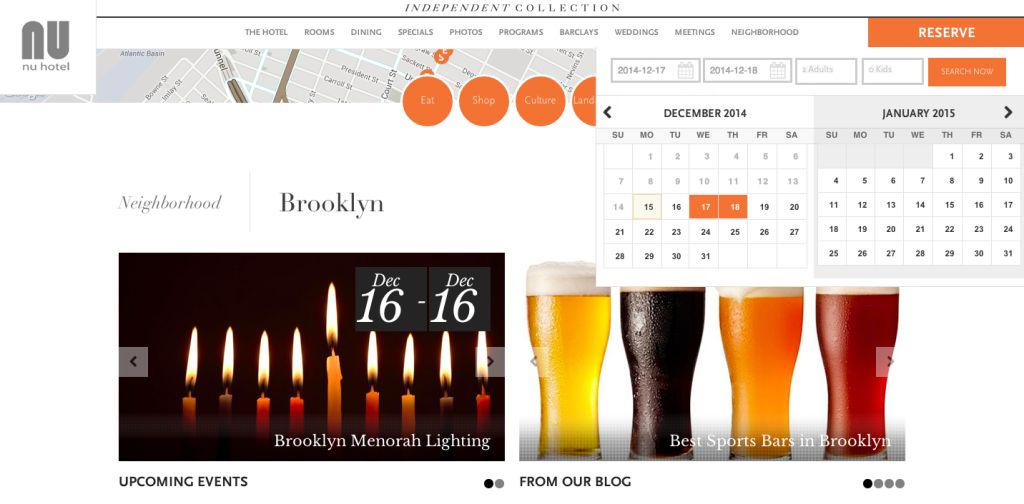 INDEPENDENT COLLECTION
nu
nu hotel
THE HOTEL ROOMS DINING SPECIALS PHOTOS PROGRAMS BARCLAYS WEDDINGS MEETINGS NEIGHBORHOOD
RESERVE
2014-12-17 2014-12-18 2 Adults 0 Kids SEARCH NOW
Atlantic Basin
Bowne St
Seabring St
President St
Carroll St
Court St
Sackett St
Eat Shop Culture
DECEMBER 2014
SU MO TU WE TH FR SA
1 2 3 4 5 6
7 8 9 10 11 12 13
14 15 16 17 18 19 20
21 22 23 24 25 26 27
28 29 30 31
JANUARY 2015
SU MO TU WE TH FR SA
1 2 3
4 5 6 7 8 9 10
11 12 13 14 15 16 17
18 19 20 21 22 23 24
25 26 27 28 29 30 31
Neighborhood
Brooklyn
Dec Dec
16 - 16
Brooklyn Menorah Lighting
Best Sports Bars in Brooklyn
UPCOMING EVENTS
FROM OUR BLOG